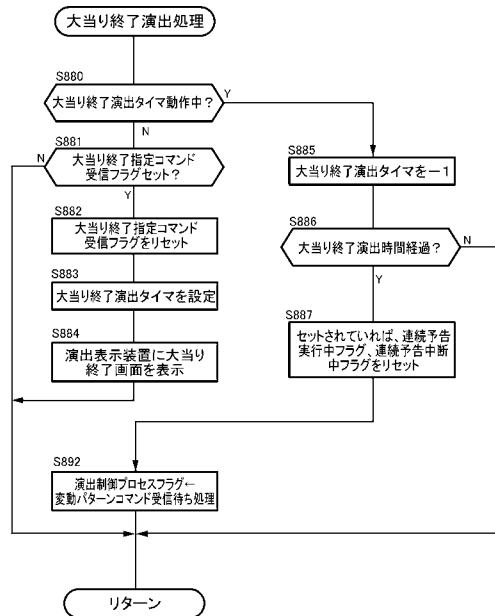 大当り終了演出処理
S880
大当り終了演出タイマ動作中？
Y
N
S881
N
大当り終了指定コマンド
受信フラグセット？
Y
S882
大当り終了指定コマンド
受信フラグをリセット
S883
大当り終了演出タイマを設定
S884
演出表示装置に大当り
終了画面を表示
S885
大当り終了演出タイマを－１
S886
大当り終了演出時間経過？
N
Y
S887
セットされていれば、連続予告
実行中フラグ、連続予告中断
中フラグをリセット
S892
演出制御プロセスフラグ←
変動パターンコマンド受信待ち処理
リターン